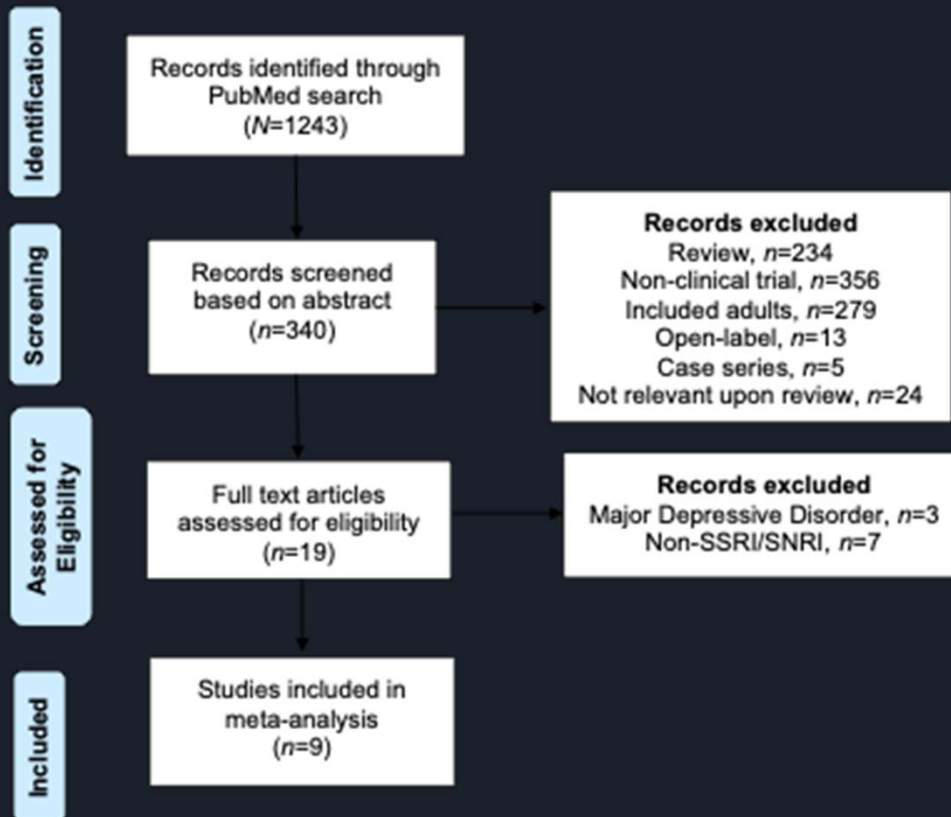 Identification
Records identified through
PubMed search
(N=1243)
Screening
Records screened
based on abstract
(n=340)
Records excluded
Review, n=234
Non-clinical trial, n=356
Included adults, n=279
Open-label, n=13
Case series, n=5
Not relevant upon review, n=24
Assessed for
Eligibility
Full text articles
assessed for eligibility
(n=19)
Records excluded
Major Depressive Disorder, n=3
Non-SSRI/SNRI, n=7
Included
Studies included in
meta-analysis
(n=9)